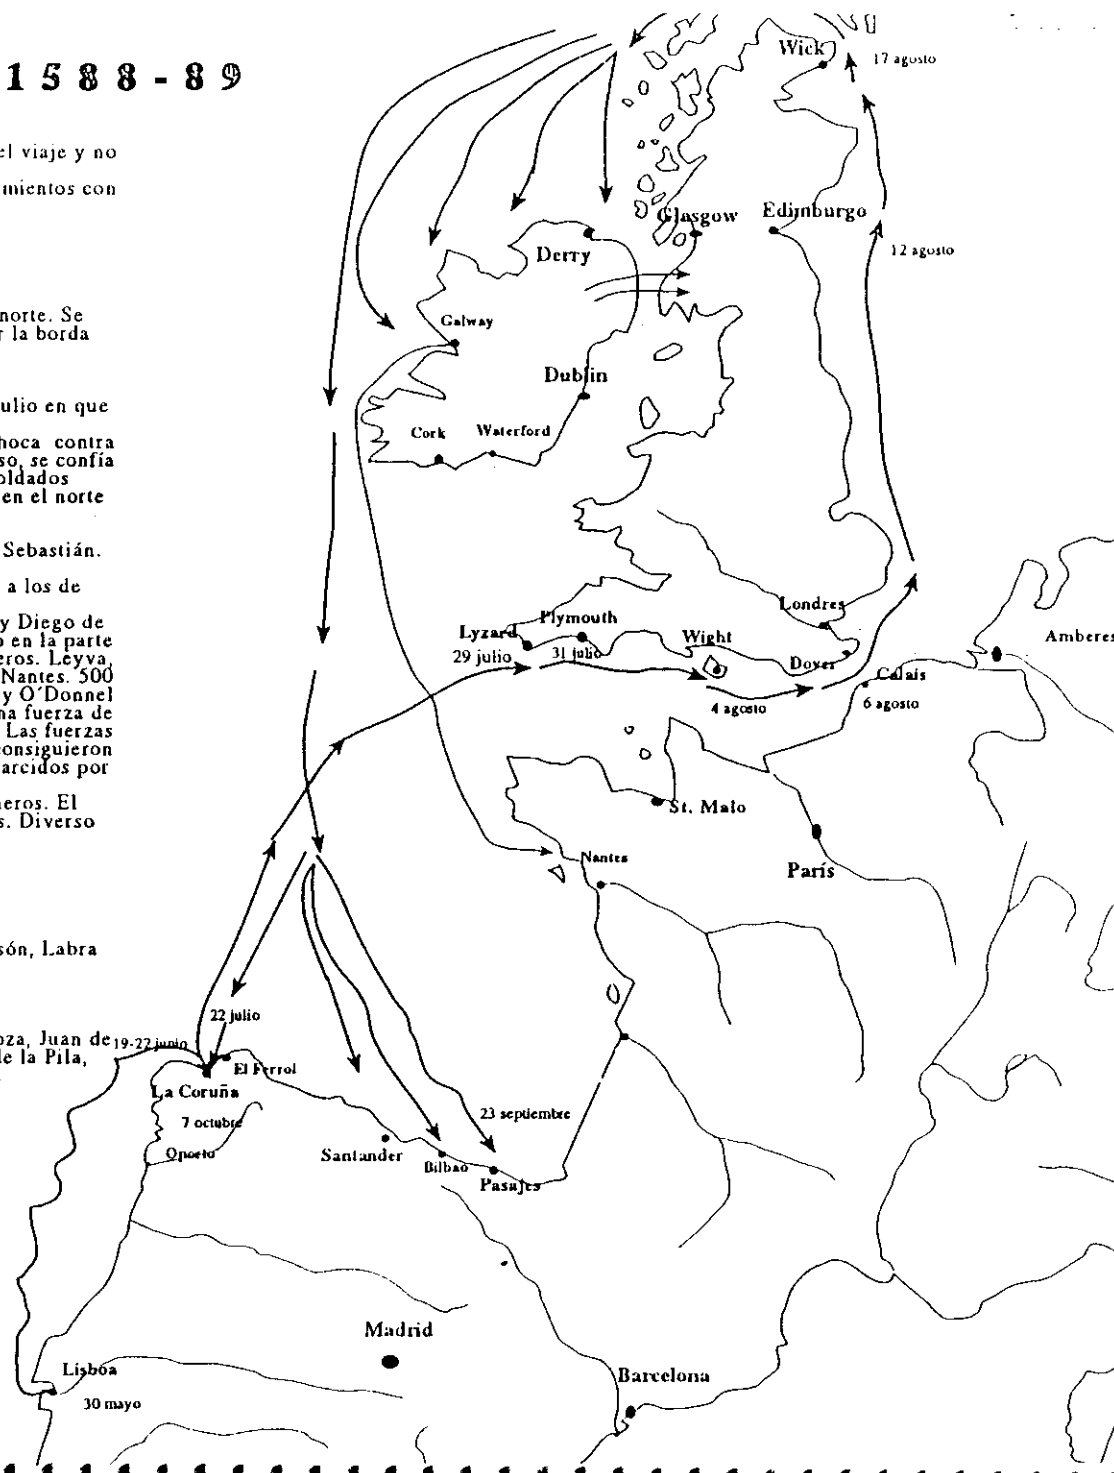 1588-89
el viaje y no
mientos con
norte. Se
r la borda
ulio en que
hoca contra
so, se confía
oldados
en el norte
Sebastián.
a los de
y Diego de
o en la parte
eros. Leyva,
Nantes. 500
y O´Donnel
na fuerza de
Las fuerzas
onsiguieron
arcidos por
neros. El
s. Diverso
són, Labra
oza, Juan de
de la Pila,
Wick
17 agosto
Glasgow
Edimburgo
12 agosto
Derry
Galway
Dublin
Cork
Waterford
Londres
Plymouth
Lyzard
Wight
29 julio
31 julio
Dover
Amberes
Calais
4 agosto
6 agosto
St. Malo
Nantes
París
22 julio
19-22 junio
El Ferrol
La Coruña
7 octubre
23 septiembre
Oporto
Santander
Bilbao
Pasajes
Madrid
Lisboa
Barcelona
30 mayo